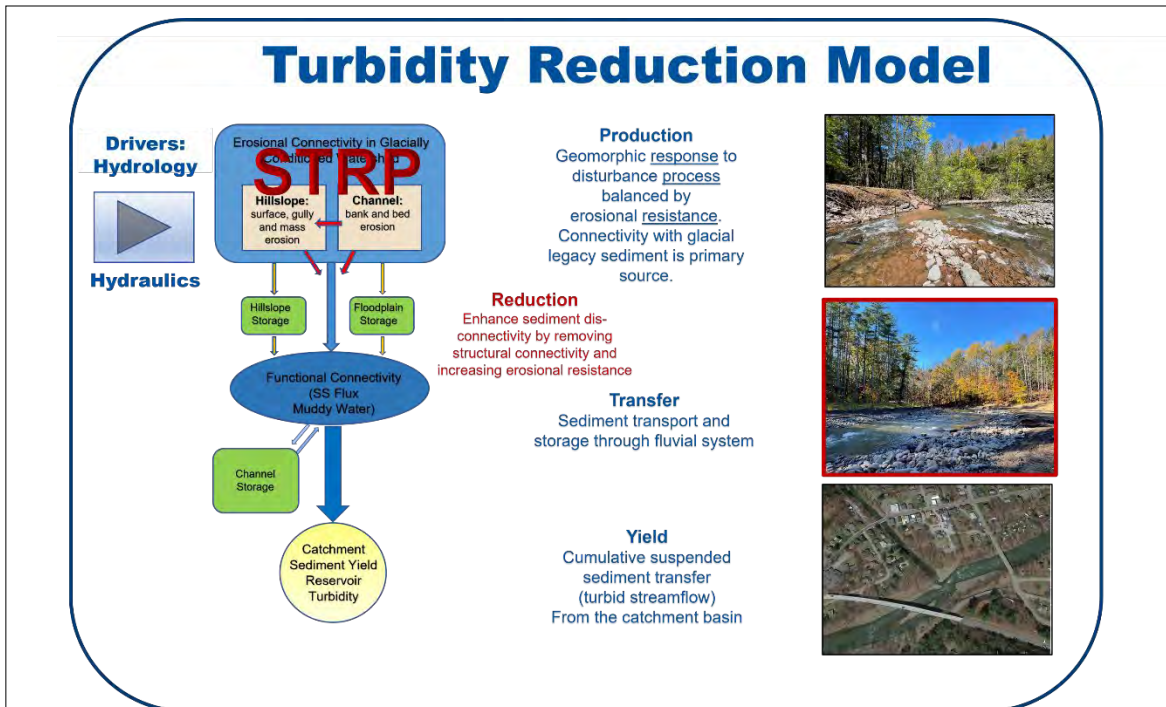 Turbidity Reduction Model
Drivers:
Hydrology
Hydraulics
Erosional Connectivity in Glacially
Conditioned Watershed
STRP
Hillslope:
surface, gully
and mass
erosion
Channel:
bank and bed
erosion
Hillslope
Storage
Floodplain
Storage
Functional Connectivity
(SS Flux
Muddy Water)
Channel
Storage
Catchment
Sediment Yield
Reservoir
Turbidity
Production
Geomorphic response to
disturbance process
balanced by
erosional resistance.
Connectivity with glacial
legacy sediment is primary
source.
Reduction
Enhance sediment dis-
connectivity by removing
structural connectivity and
increasing erosional resistance
Transfer
Sediment transport and
storage through fluvial system
Yield
Cumulative suspended
sediment transfer
(turbid streamflow)
From the catchment basin